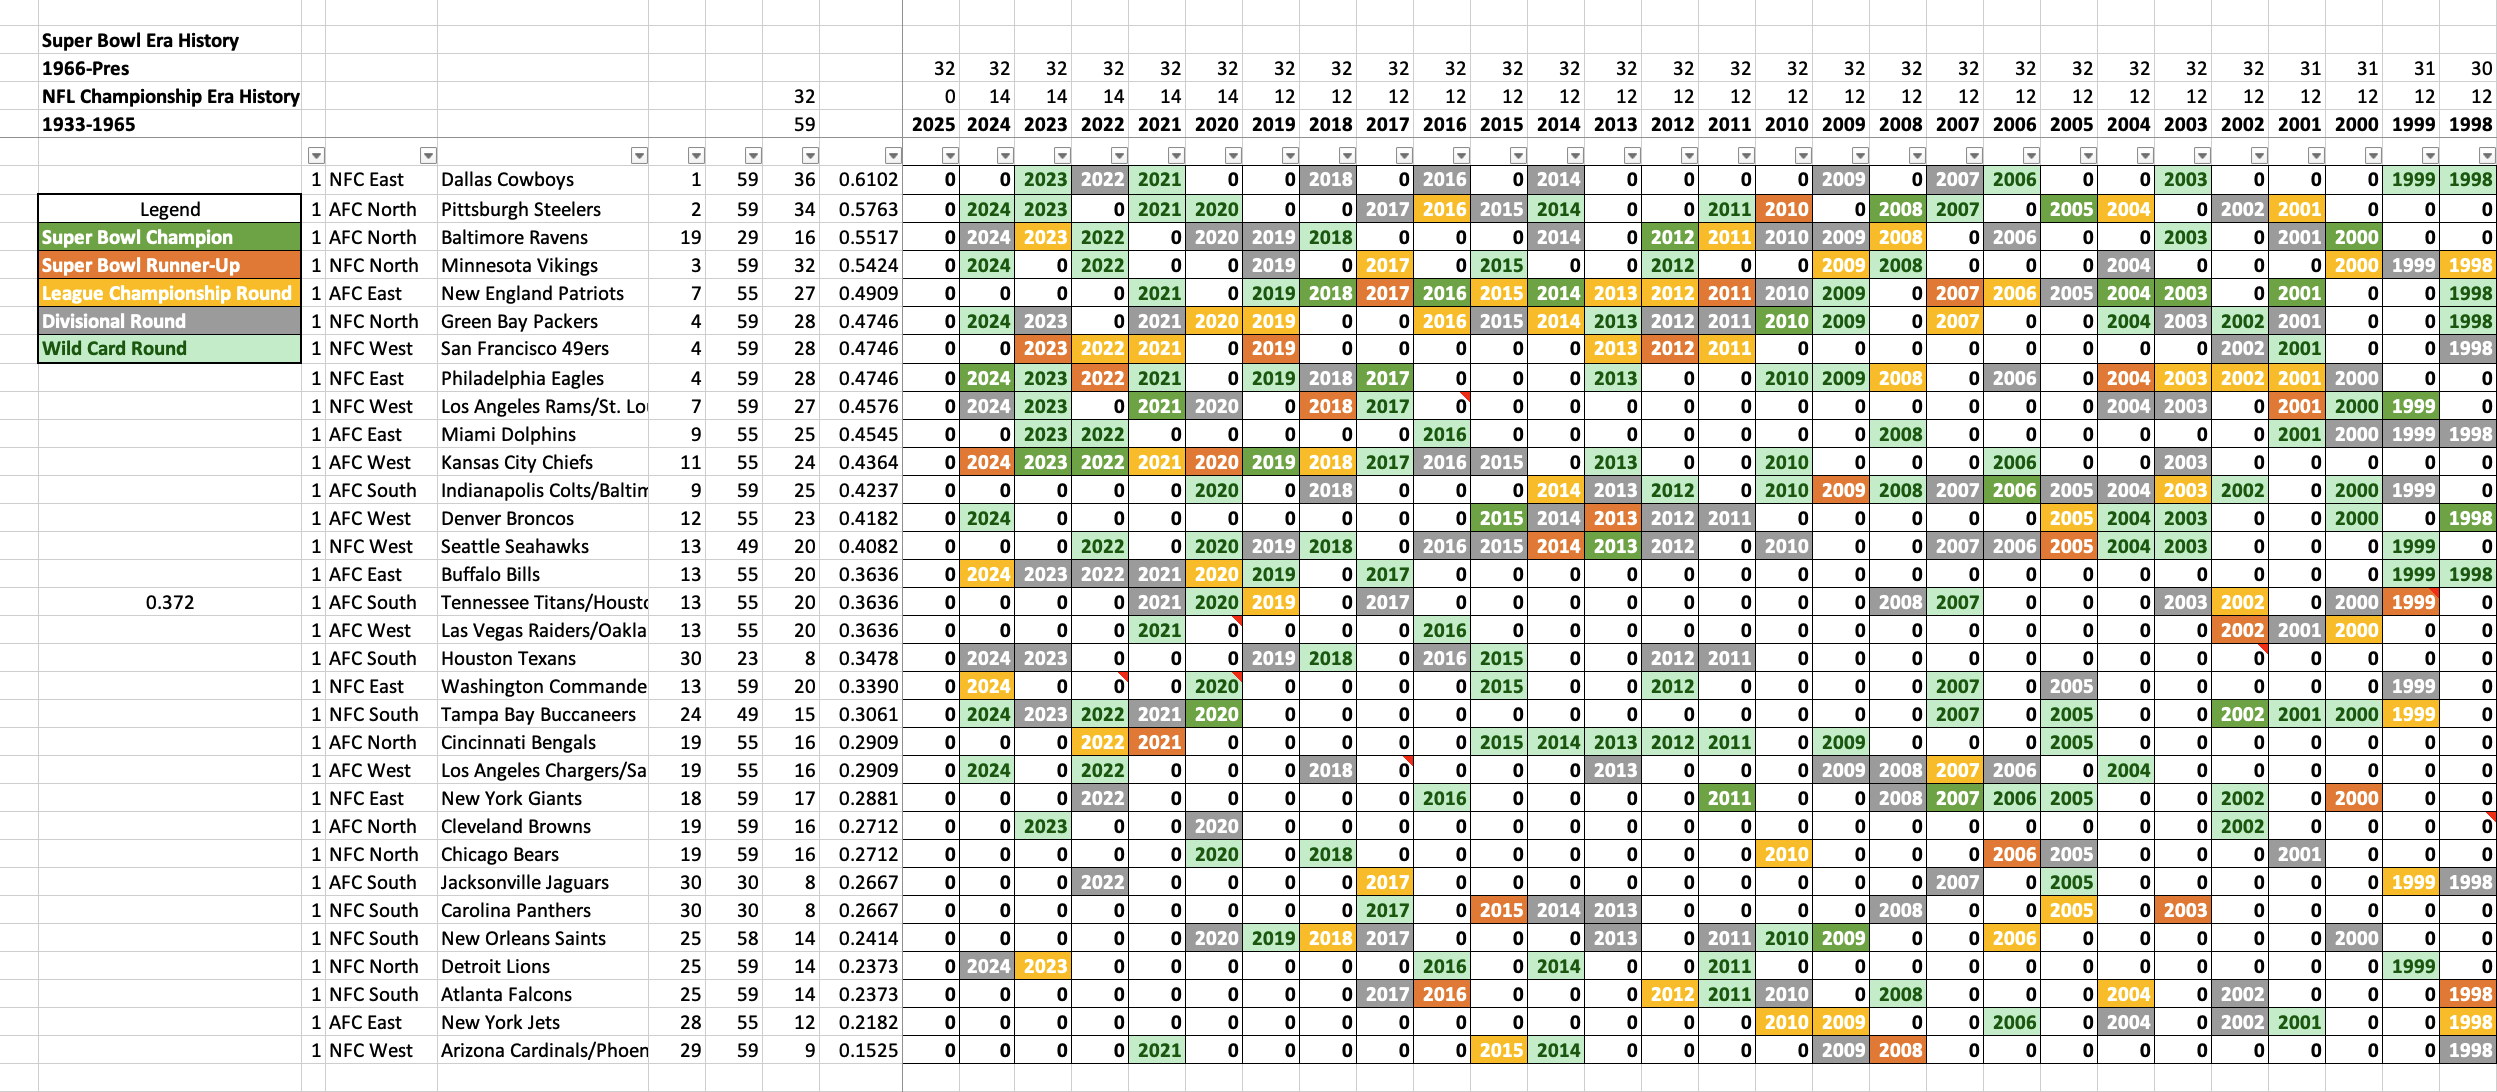 Super Bowl Era History
1966-Pres 32 32 32 32 32 32 32 32 32 32 32 32 32 32 32 32 32 32 32 32 32 32 32 32 31 31 31 30
NFL Championship Era History 32 0 14 14 14 14 14 12 12 12 12 12 12 12 12 12 12 12 12 12 12 12 12 12 12 12 12 12 12
1933-1965 59 2025 2024 2023 2022 2021 2020 2019 2018 2017 2016 2015 2014 2013 2012 2011 2010 2009 2008 2007 2006 2005 2004 2003 2002 2001 2000 1999 1998
1 NFC East Dallas Cowboys 1 59 36 0.6102 0 0 2023 2022 2021 0 0 2018 0 2016 0 2014 0 0 0 0 2009 0 2007 2006 0 0 2003 0 0 0 1999 1998
Legend 1 AFC North Pittsburgh Steelers 2 59 34 0.5763 0 2024 2023 0 2021 2020 0 0 2017 2016 2015 2014 0 0 2011 2010 0 2008 2007 0 2005 2004 0 2002 2001 0 0 0
Super Bowl Champion 1 AFC North Baltimore Ravens 19 29 16 0.5517 0 2024 2023 2022 0 2020 2019 2018 0 0 0 2014 0 2012 2011 2010 2009 2008 0 2006 0 0 2003 0 2001 2000 0 0
Super Bowl Runner-Up 1 NFC North Minnesota Vikings 3 59 32 0.5424 0 2024 0 2022 0 0 2019 0 2017 0 2015 0 0 2012 0 0 2009 2008 0 0 0 2004 0 0 0 2000 1999 1998
League Championship Round 1 AFC East New England Patriots 7 55 27 0.4909 0 0 0 0 2021 0 2019 2018 2017 2016 2015 2014 2013 2012 2011 2010 2009 0 2007 2006 2005 2004 2003 0 2001 0 0 1998
Divisional Round 1 NFC North Green Bay Packers 4 59 28 0.4746 0 2024 2023 0 2021 2020 2019 0 0 2016 2015 2014 2013 2012 2011 2010 2009 0 2007 0 0 2004 2003 2002 2001 0 0 1998
Wild Card Round 1 NFC West San Francisco 49ers 4 59 28 0.4746 0 0 2023 2022 2021 0 2019 0 0 0 0 0 2013 2012 2011 0 0 0 0 0 0 0 0 2002 2001 0 0 1998
1 NFC East Philadelphia Eagles 4 59 28 0.4746 0 2024 2023 2022 2021 0 2019 2018 2017 0 0 0 2013 0 0 2010 2009 2008 0 2006 0 2004 2003 2002 2001 2000 0 0
1 NFC West Los Angeles Rams/St. Lo 7 59 27 0.4576 0 2024 2023 0 2021 2020 0 2018 2017 0 0 0 0 0 0 0 0 0 0 0 0 2004 2003 0 2001 2000 1999 0
1 AFC East Miami Dolphins 9 55 25 0.4545 0 0 2023 2022 0 0 0 0 0 2016 0 0 0 0 0 0 0 2008 0 0 0 0 0 0 2001 2000 1999 1998
1 AFC West Kansas City Chiefs 11 55 24 0.4364 0 2024 2023 2022 2021 2020 2019 2018 2017 2016 2015 0 2013 0 0 2010 0 0 0 2006 0 0 2003 0 0 0 0 0
1 AFC South Indianapolis Colts/Baltim 9 59 25 0.4237 0 0 0 0 0 2020 0 2018 0 0 0 2014 2013 2012 0 2010 2009 2008 2007 2006 2005 2004 2003 2002 0 2000 1999 0
1 AFC West Denver Broncos 12 55 23 0.4182 0 2024 0 0 0 0 0 0 0 0 2015 2014 2013 2012 2011 0 0 0 0 0 2005 2004 2003 0 0 2000 0 1998
1 NFC West Seattle Seahawks 13 49 20 0.4082 0 0 0 2022 0 2020 2019 2018 0 2016 2015 2014 2013 2012 0 2010 0 0 2007 2006 2005 2004 2003 0 0 0 1999 0
1 AFC East Buffalo Bills 13 55 20 0.3636 0 2024 2023 2022 2021 2020 2019 0 2017 0 0 0 0 0 0 0 0 0 0 0 0 0 0 0 0 0 1999 1998
0.372 1 AFC South Tennessee Titans/Housto 13 55 20 0.3636 0 0 0 0 2021 2020 2019 0 2017 0 0 0 0 0 0 0 0 2008 2007 0 0 0 2003 2002 0 2000 1999 0
1 AFC West Las Vegas Raiders/Oakla 13 55 20 0.3636 0 0 0 0 2021 0 0 0 0 2016 0 0 0 0 0 0 0 0 0 0 0 0 0 2002 2001 2000 0 0
1 AFC South Houston Texans 30 23 8 0.3478 0 2024 2023 0 0 0 2019 2018 0 2016 2015 0 0 2012 2011 0 0 0 0 0 0 0 0 0 0 0 0 0
1 NFC East Washington Commande 13 59 20 0.3390 0 2024 0 0 0 2020 0 0 0 0 2015 0 0 2012 0 0 0 0 2007 0 2005 0 0 0 0 0 1999 0
1 NFC South Tampa Bay Buccaneers 24 49 15 0.3061 0 2024 2023 2022 2021 2020 0 0 0 0 0 0 0 0 0 0 0 0 2007 0 2005 0 0 2002 2001 2000 1999 0
1 AFC North Cincinnati Bengals 19 55 16 0.2909 0 0 0 2022 2021 0 0 0 0 0 2015 2014 2013 2012 2011 0 2009 0 0 0 2005 0 0 0 0 0 0 0
1 AFC West Los Angeles Chargers/Sa 19 55 16 0.2909 0 2024 0 2022 0 0 0 2018 0 0 0 0 2013 0 0 0 2009 2008 2007 2006 0 2004 0 0 0 0 0 0
1 NFC East New York Giants 18 59 17 0.2881 0 0 0 2022 0 0 0 0 0 2016 0 0 0 0 2011 0 0 2008 2007 2006 2005 0 0 2002 0 2000 0 0
1 AFC North Cleveland Browns 19 59 16 0.2712 0 0 2023 0 0 2020 0 0 0 0 0 0 0 0 0 0 0 0 0 0 0 0 0 2002 0 0 0 0
1 NFC North Chicago Bears 19 59 16 0.2712 0 0 0 0 0 2020 0 2018 0 0 0 0 0 0 0 2010 0 0 0 2006 2005 0 0 0 2001 0 0 0
1 AFC South Jacksonville Jaguars 30 30 8 0.2667 0 0 0 2022 0 0 0 0 2017 0 0 0 0 0 0 0 0 0 2007 0 2005 0 0 0 0 0 1999 1998
1 NFC South Carolina Panthers 30 30 8 0.2667 0 0 0 0 0 0 0 0 2017 0 2015 2014 2013 0 0 0 0 2008 0 0 2005 0 2003 0 0 0 0 0
1 NFC South New Orleans Saints 25 58 14 0.2414 0 0 0 0 0 2020 2019 2018 2017 0 0 0 2013 0 2011 2010 2009 0 0 2006 0 0 0 0 0 2000 0 0
1 NFC North Detroit Lions 25 59 14 0.2373 0 2024 2023 0 0 0 0 0 0 2016 0 2014 0 0 2011 0 0 0 0 0 0 0 0 0 0 0 1999 0
1 NFC South Atlanta Falcons 25 59 14 0.2373 0 0 0 0 0 0 0 0 2017 2016 0 0 0 2012 2011 2010 0 2008 0 0 0 2004 0 2002 0 0 0 1998
1 AFC East New York Jets 28 55 12 0.2182 0 0 0 0 0 0 0 0 0 0 0 0 0 0 0 2010 2009 0 0 2006 0 2004 0 2002 2001 0 0 1998
1 NFC West Arizona Cardinals/Phoen 29 59 9 0.1525 0 0 0 0 2021 0 0 0 0 0 2015 2014 0 0 0 0 2009 2008 0 0 0 0 0 0 0 0 0 1998